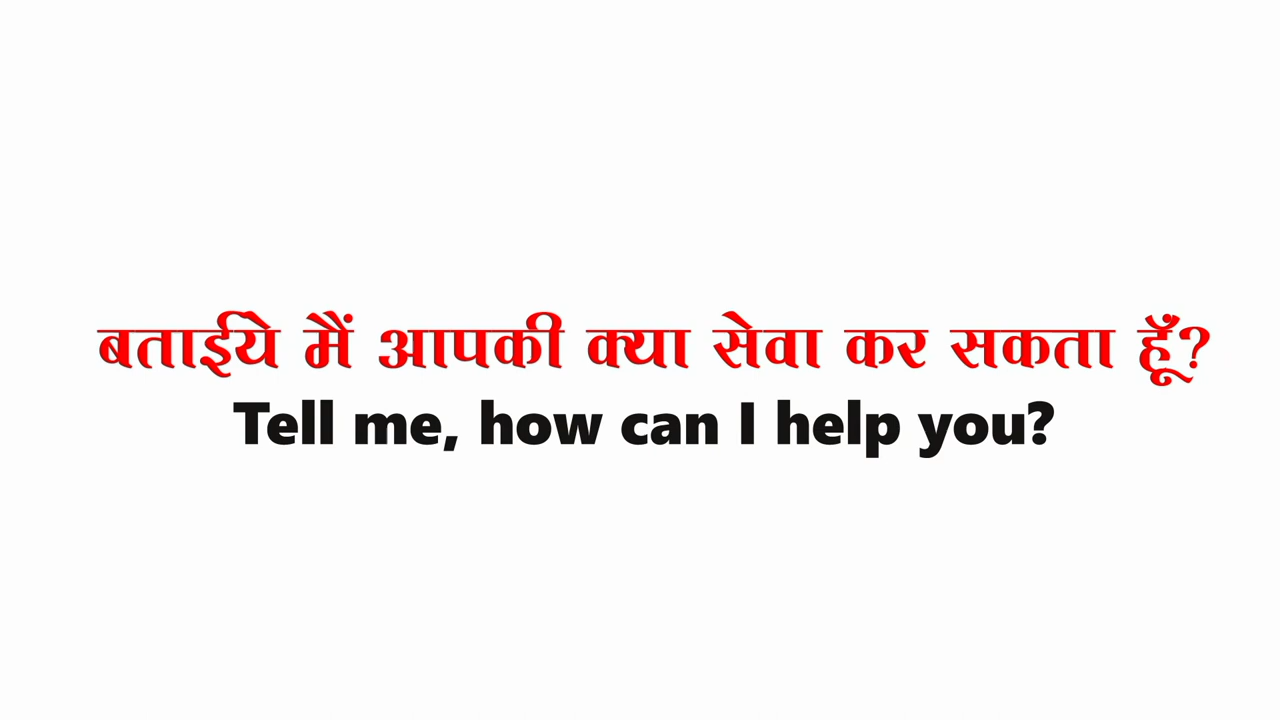 बताईये मैं आपकी क्या सेवा कर सकता हूँ?
Tell me, how can I help you?